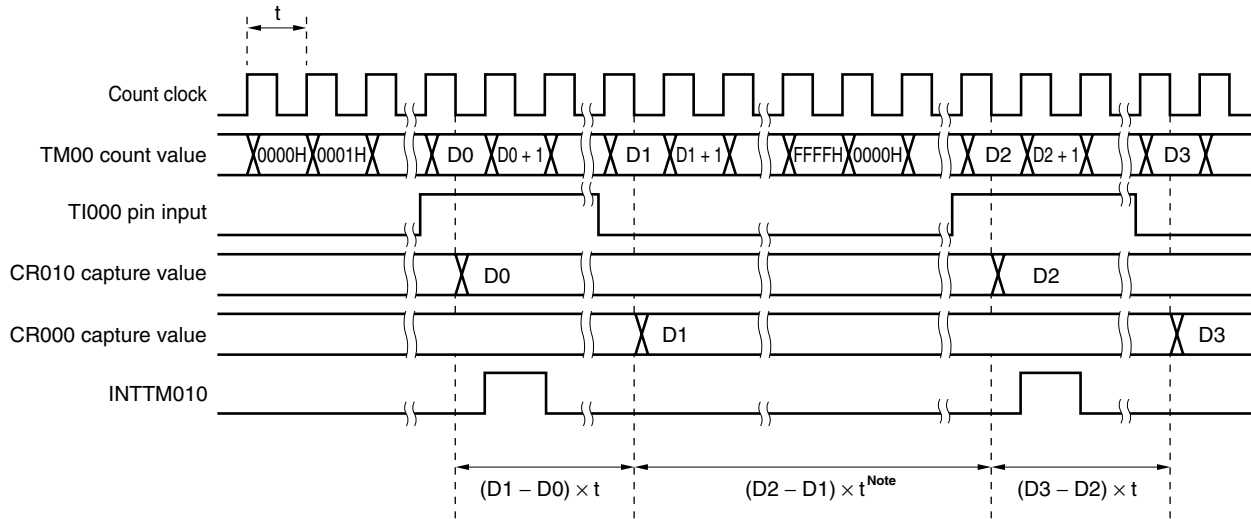 t
Count clock
TM00 count value
0000H 0001H D0 D0 + 1 D1 D1 + 1 FFFFH 0000H D2 D2 + 1 D3
TI000 pin input
CR010 capture value D0 D2
CR000 capture value D1 D3
INTTM010
(D1 – D0) × t (D2 – D1) × t Note (D3 – D2) × t